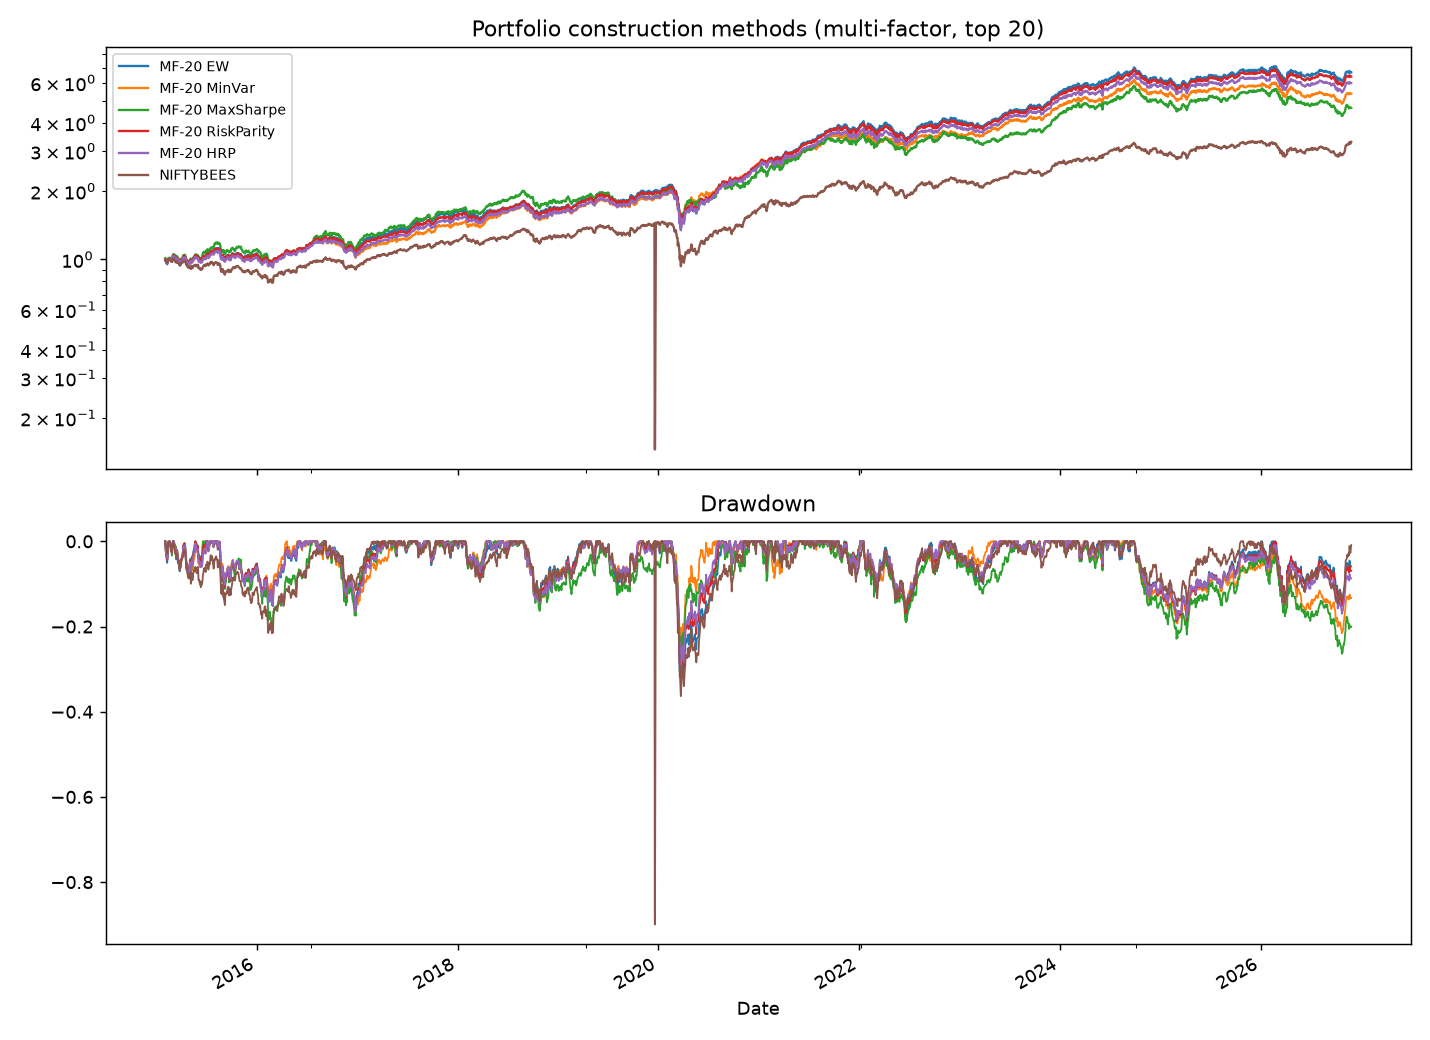 Portfolio construction methods (multi-factor, top 20)
MF-20 EW
MF-20 MinVar
MF-20 MaxSharpe
MF-20 RiskParity
MF-20 HRP
NIFTYBEES
6 × 10⁰
4 × 10⁰
3 × 10⁰
2 × 10⁰
10⁰
6 × 10⁻¹
4 × 10⁻¹
3 × 10⁻¹
2 × 10⁻¹
Drawdown
0.0
−0.2
−0.4
−0.6
−0.8
2016 2018 2020 2022 2024 2026
Date